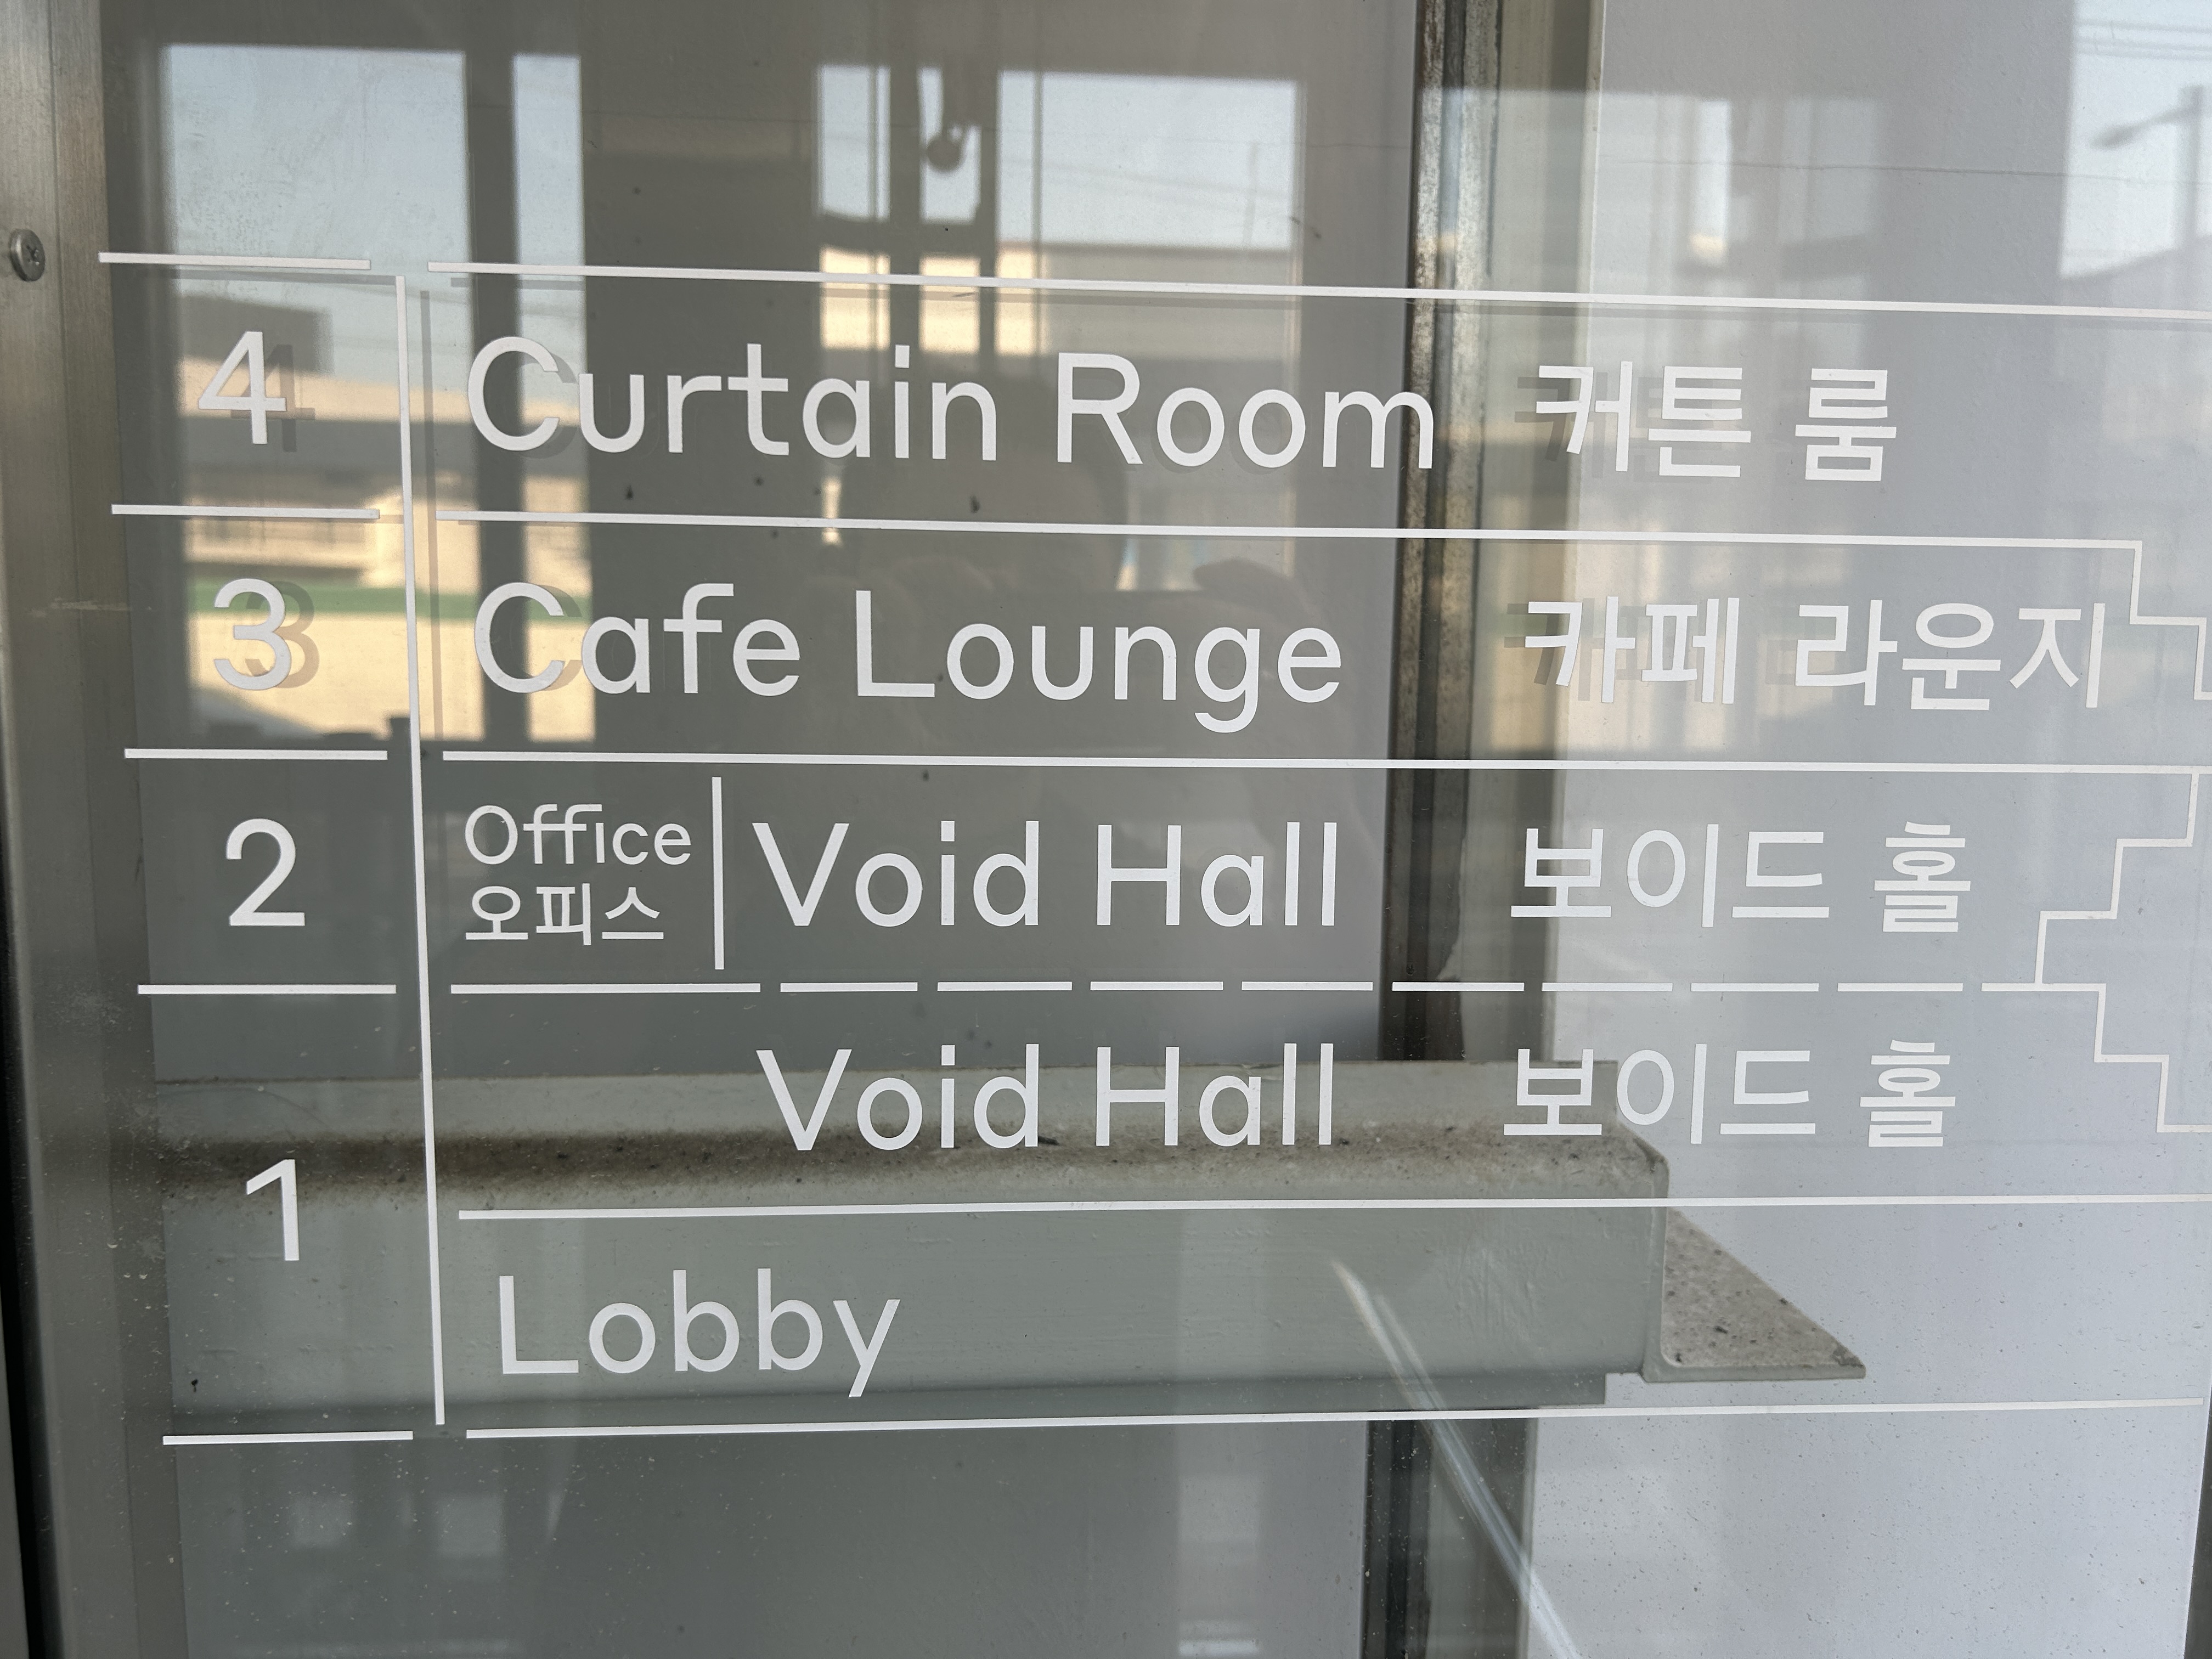 4 Curtain Room 커튼 룸
3 Cafe Lounge 카페 라운지
2 Office 오피스 Void Hall 보이드 홀
Void Hall 보이드 홀
1
Lobby